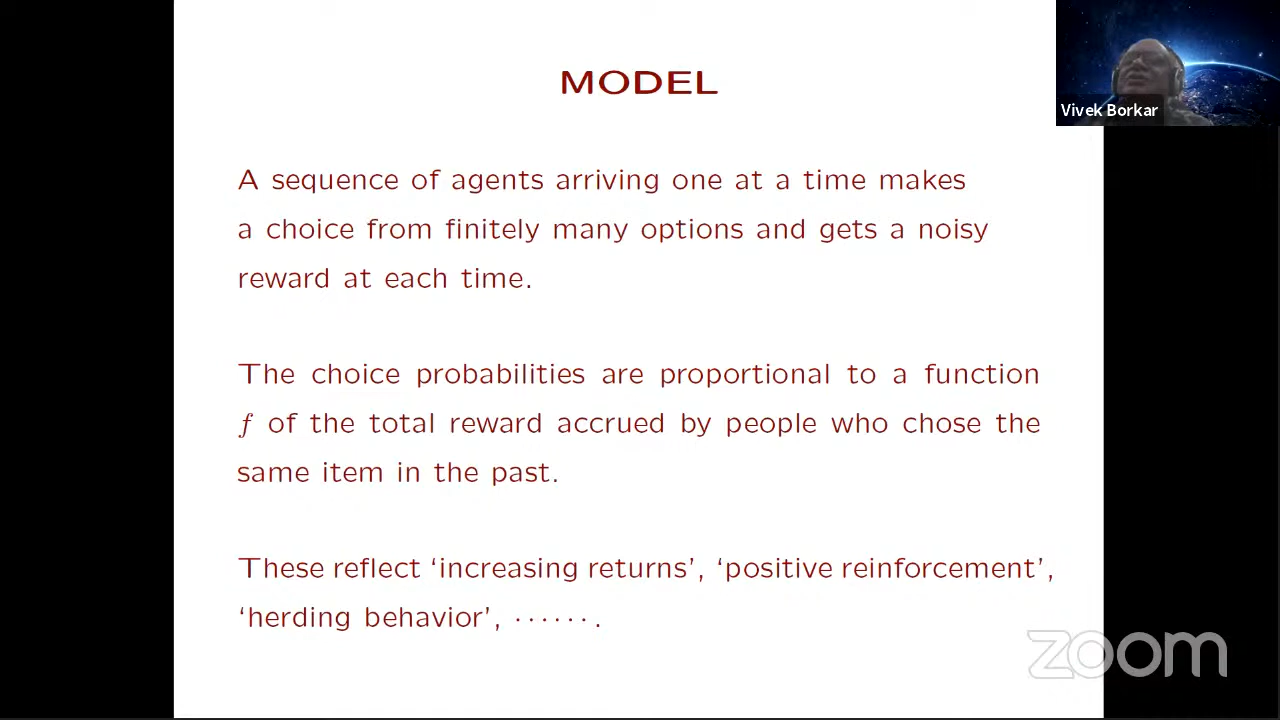 MODEL
Vivek Borkar
A sequence of agents arriving one at a time makes
a choice from finitely many options and gets a noisy
reward at each time.
The choice probabilities are proportional to a function
f of the total reward accrued by people who chose the
same item in the past.
These reflect ‘increasing returns’, ‘positive reinforcement’,
‘herding behavior’, ······.
zoom